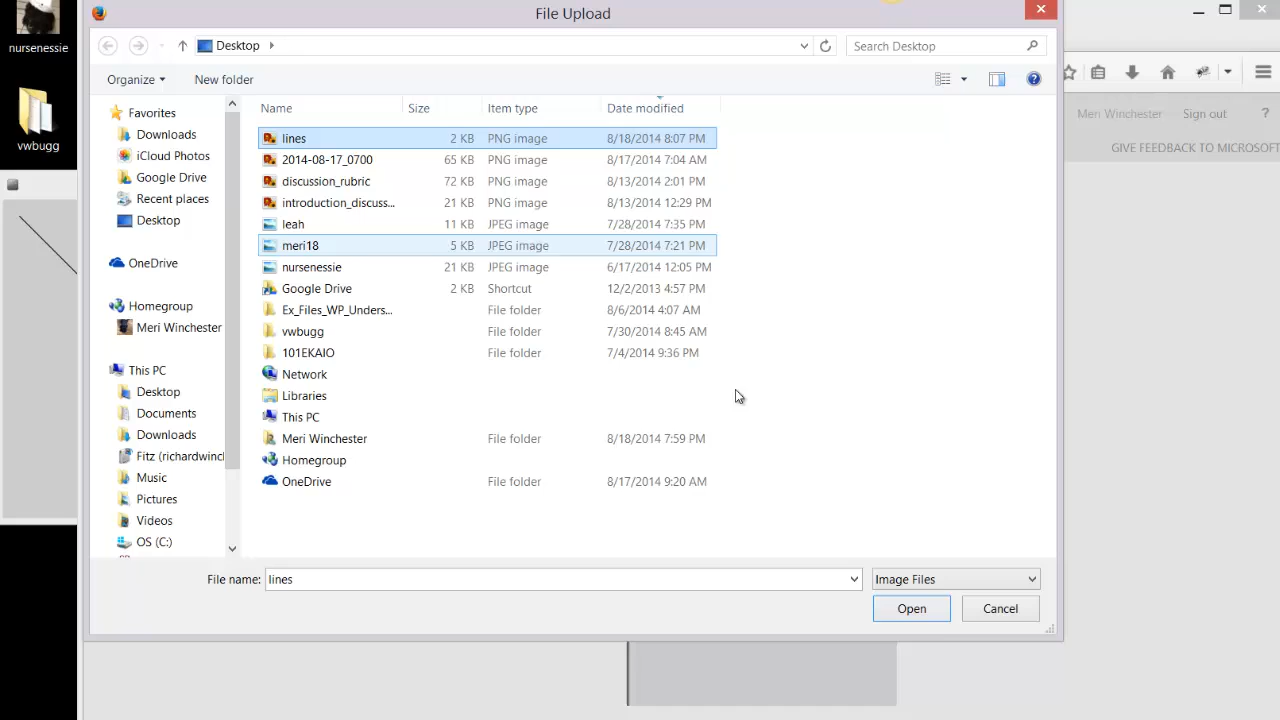 nursenessie
vwbugg
File Upload
Desktop
Search Desktop
Organize
New folder
Favorites
Downloads
iCloud Photos
Google Drive
Recent places
Desktop
OneDrive
Homegroup
Meri Winchester
This PC
Desktop
Documents
Downloads
Fitz (richardwincl
Music
Pictures
Videos
OS (C:)
Name Size Item type Date modified
lines 2 KB PNG image 8/18/2014 8:07 PM
2014-08-17_0700 65 KB PNG image 8/17/2014 7:04 AM
discussion_rubric 72 KB PNG image 8/13/2014 2:01 PM
introduction_discuss... 21 KB PNG image 8/13/2014 12:29 PM
leah 11 KB JPEG image 7/28/2014 7:35 PM
meri18 5 KB JPEG image 7/28/2014 7:21 PM
nursenessie 21 KB JPEG image 6/17/2014 12:05 PM
Google Drive 2 KB Shortcut 12/2/2013 4:57 PM
Ex_Files_WP_Unders... File folder 8/6/2014 4:07 AM
vwbugg File folder 7/30/2014 8:45 AM
101EKAIO File folder 7/4/2014 9:36 PM
Network
Libraries
This PC
Meri Winchester File folder 8/18/2014 7:59 PM
Homegroup
OneDrive File folder 8/17/2014 9:20 AM
File name: lines
Image Files
Open Cancel
Meri Winchester Sign out ?
GIVE FEEDBACK TO MICROSOFT